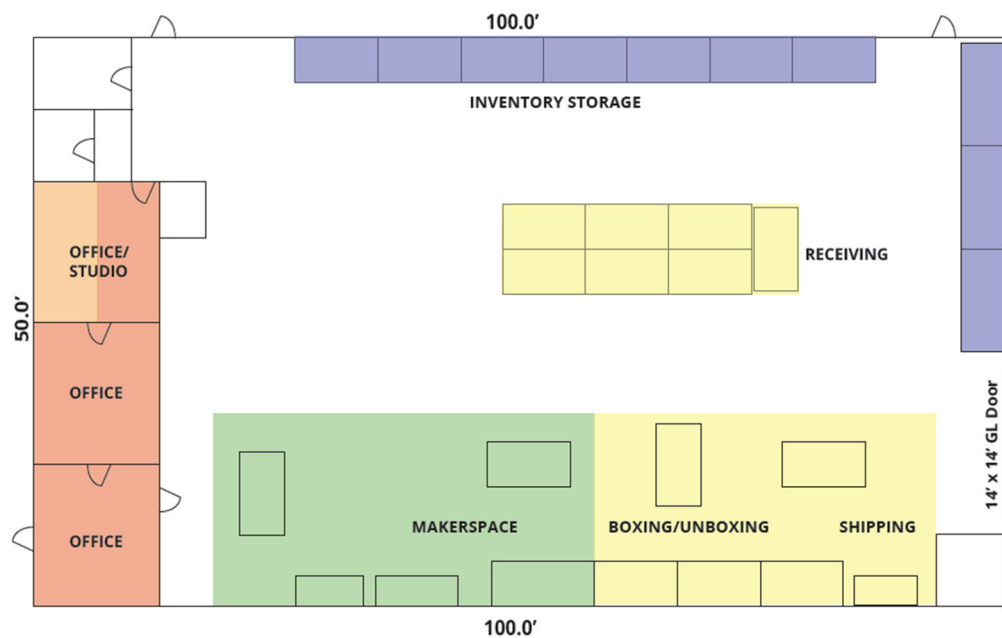 100.0’
INVENTORY STORAGE
OFFICE/
STUDIO
RECEIVING
50.0’
OFFICE
14’ x 14’ GL Door
MAKERSPACE
BOXING/UNBOXING
SHIPPING
OFFICE
100.0’